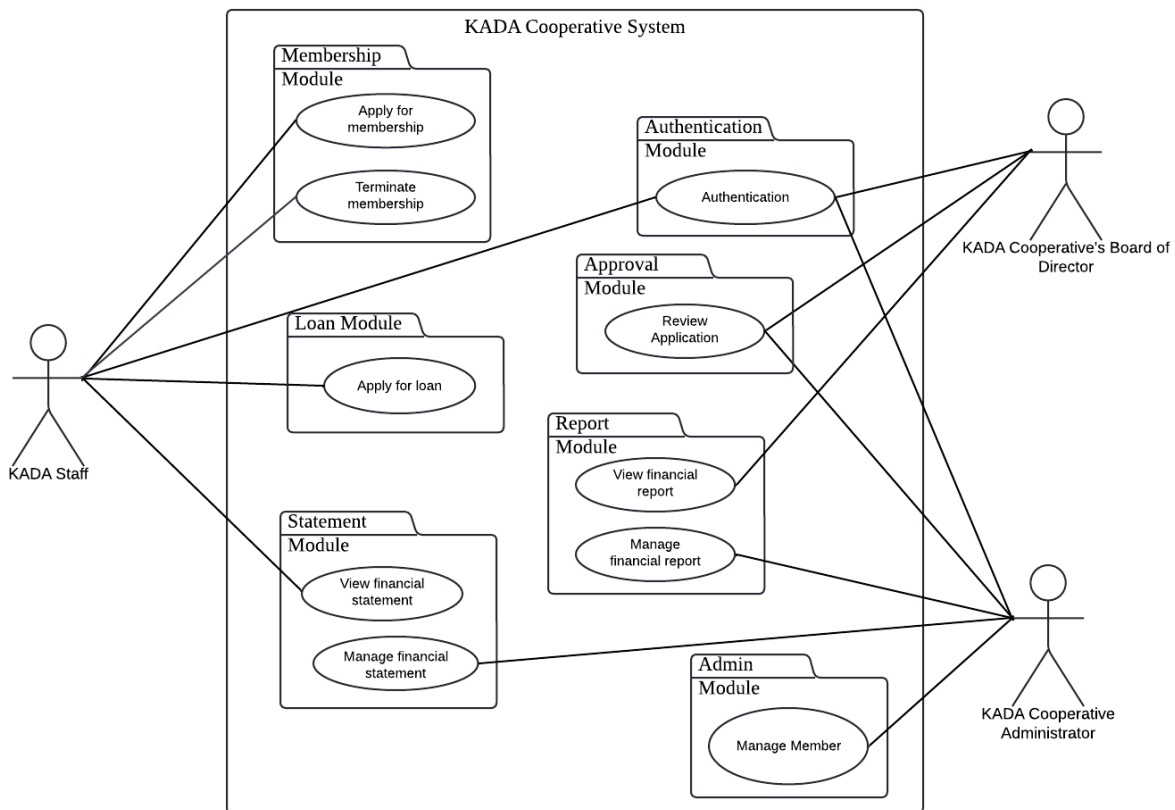 KADA Cooperative System
Membership
Module
Apply for
membership
Terminate
membership
Authentication
Module
Authentication
KADA Cooperative's Board of
Director
Approval
Module
Review
Application
Loan Module
Apply for loan
KADA Staff
Report
Module
View financial
report
Manage
financial report
Statement
Module
View financial
statement
Manage financial
statement
Admin
Module
Manage Member
KADA Cooperative
Administrator